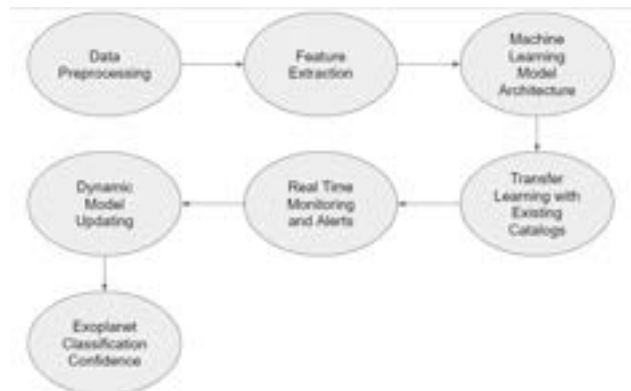 Data
Preprocessing
Feature
Extraction
Machine
Learning
Model
Architecture
Transfer
Learning with
Existing
Catalogs
Real Time
Monitoring
and Alerts
Dynamic
Model
Updating
Exoplanet
Classification
Confidence